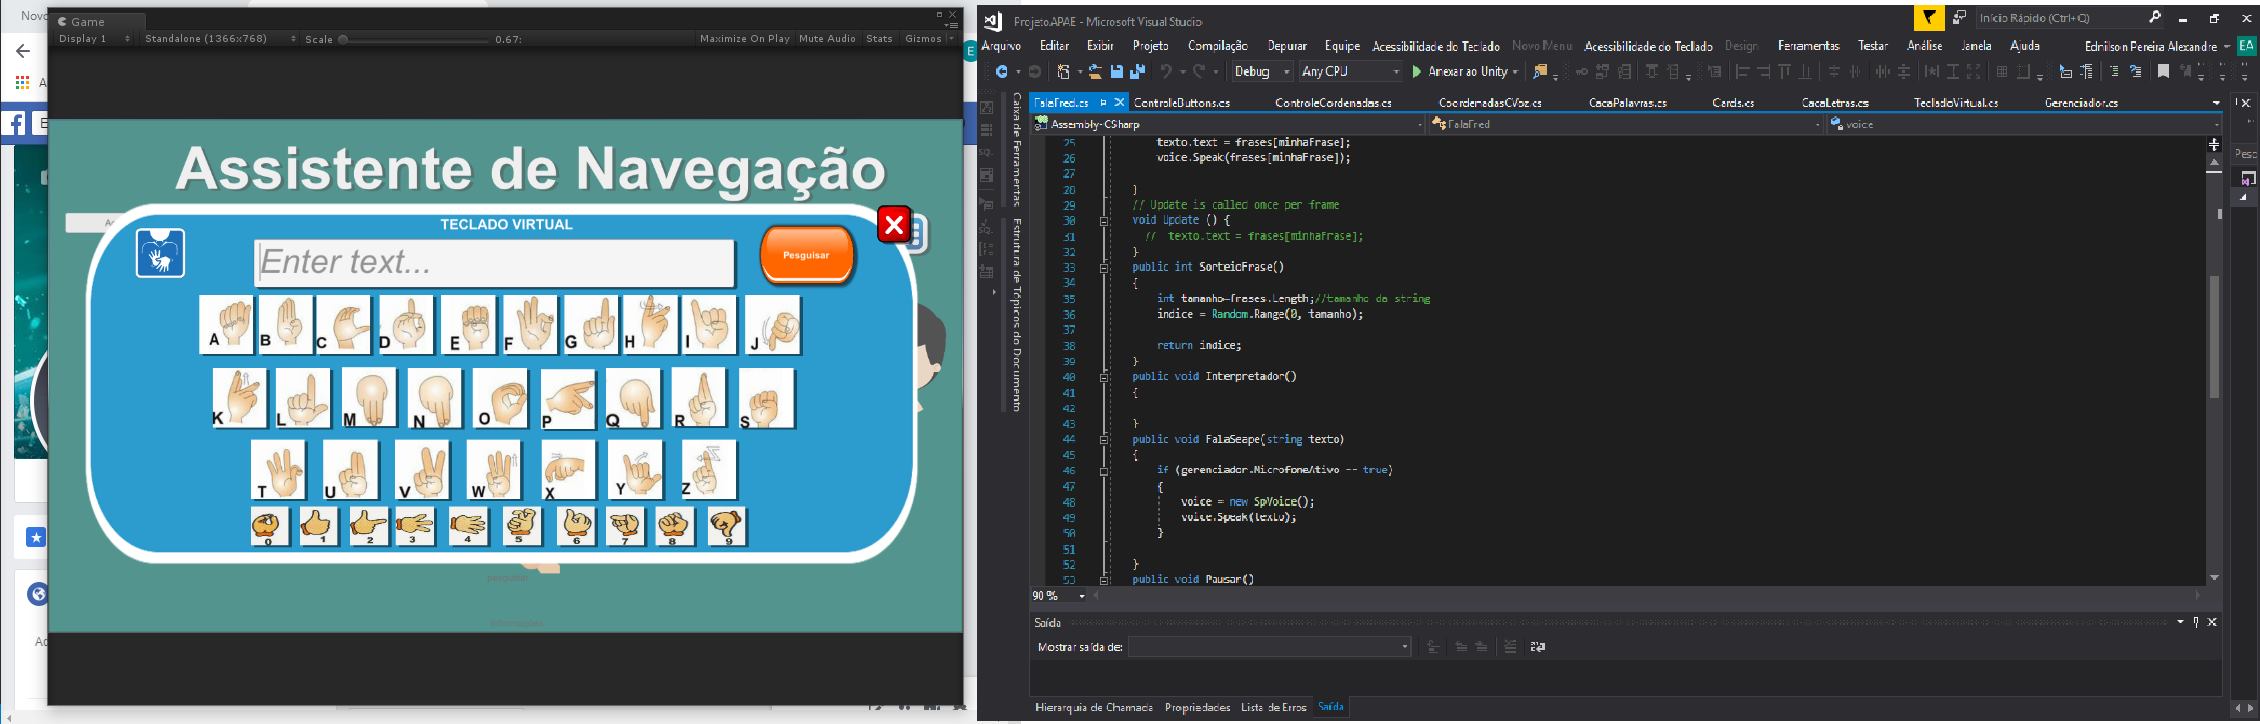 Novo
Game
Display 1
Standalone (1366x768)
Scale
0.67:
Maximize On Play
Mute Audio
Stats
Gizmos
Assistente de Navegação
TECLADO VIRTUAL
Enter text...
Pesquisar
A B C D E F G H I J
K L M N O P Q R S
T U V W X Y Z
0 1 2 3 4 5 6 7 8 9
pesquisar
Projeto.APAE - Microsoft Visual Studio
Início Rápido (Ctrl+Q)
Arquivo Editar Exibir Projeto Compilação Depurar Equipe Acessibilidade do Teclado Novo Menu Acessibilidade do Teclado Design Ferramentas Testar Análise Janela Ajuda
Ednilson Pereira Alexandre EA
Debug Any CPU Anexar ao Unity
FalaFred.cs ControleButtons.cs ControleCordenadas.cs CoordenadasCVoz.cs CacaPalavras.cs Cards.cs CacaLetras.cs TecladoVirtual.cs Gerenciador.cs
Assembly-CSharp FalaFred voice
Caixa de Ferramentas
Estrutura de Tópicos do Documento
Pesq
25 texto.text = frases[minhaFrase];
26 voice.Speak(frases[minhaFrase]);
27
28 }
29 // Update is called once per frame
30 void Update () {
31 // texto.text = frases[minhaFrase];
32 }
33 public int SorteioFrase()
34 {
35 int tamanho=frases.Length;//tamanho da string
36 indice = Random.Range(0, tamanho);
37
38 return indice;
39 }
40 public void Interpretador()
41 {
42
43 }
44 public void FalaSeape(string texto)
45 {
46 if (gerenciador.MicrofoneAtivo == true)
47 {
48 voice = new SpVoice();
49 voice.Speak(texto);
50 }
51
52 }
53 public void Pausar()
90 %
Saída
Mostrar saída de:
Hierarquia de Chamada Propriedades Lista de Erros Saída